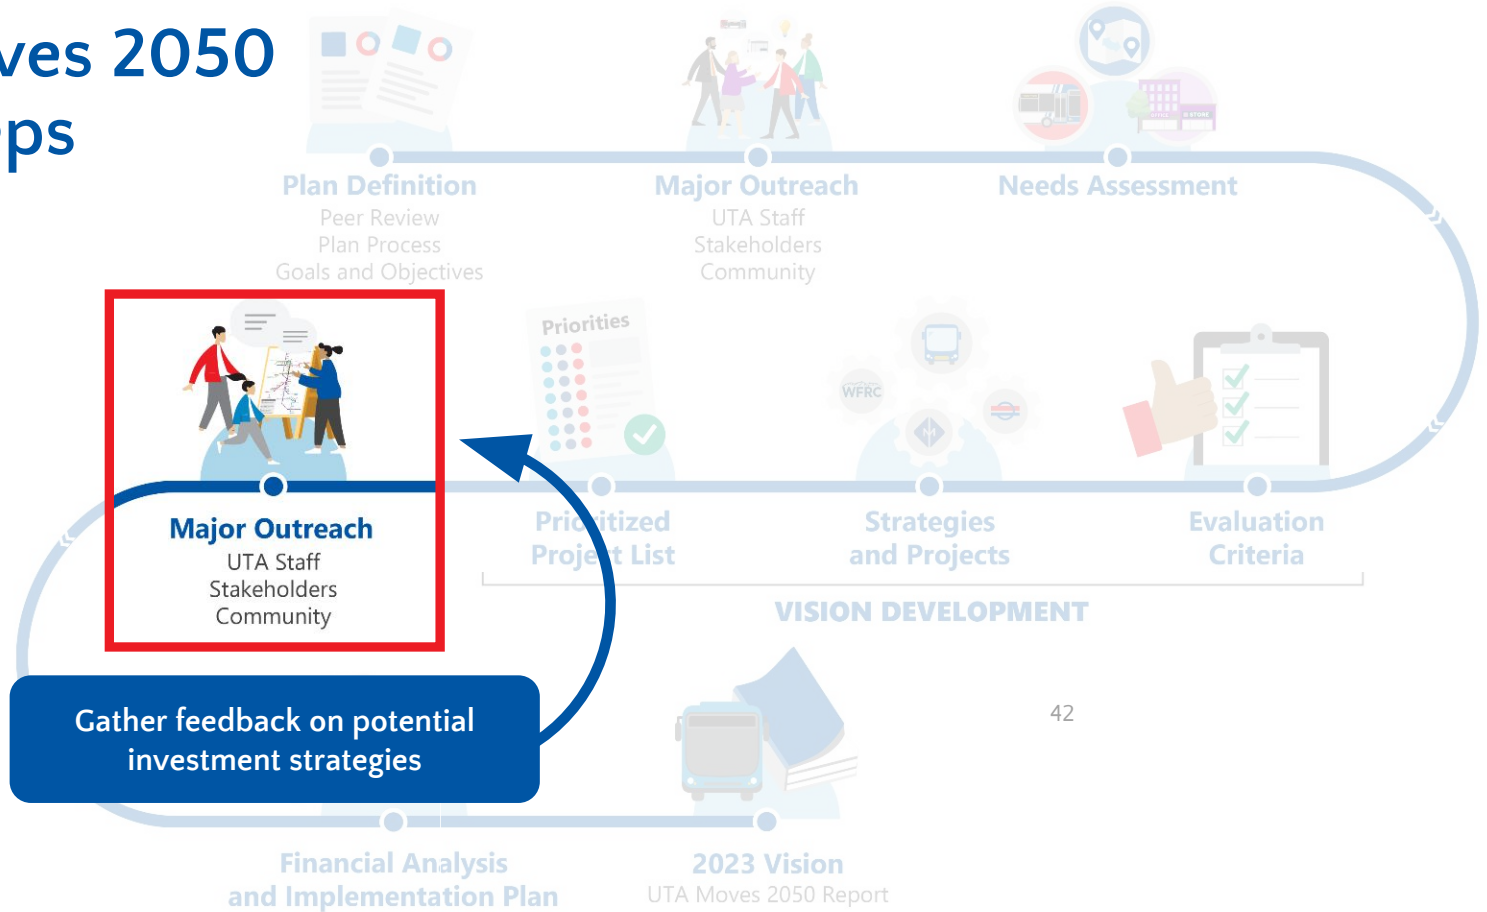 ves 2050
ps
Plan Definition
Peer Review
Plan Process
Goals and Objectives
Major Outreach
UTA Staff
Stakeholders
Community
OFFICE
STORE
Needs Assessment
Major Outreach
UTA Staff
Stakeholders
Community
Priorities
Prioritized
Project List
WFRC
Strategies
and Projects
Evaluation
Criteria
VISION DEVELOPMENT
Gather feedback on potential
investment strategies
42
Financial Analysis
and Implementation Plan
2023 Vision
UTA Moves 2050 Report